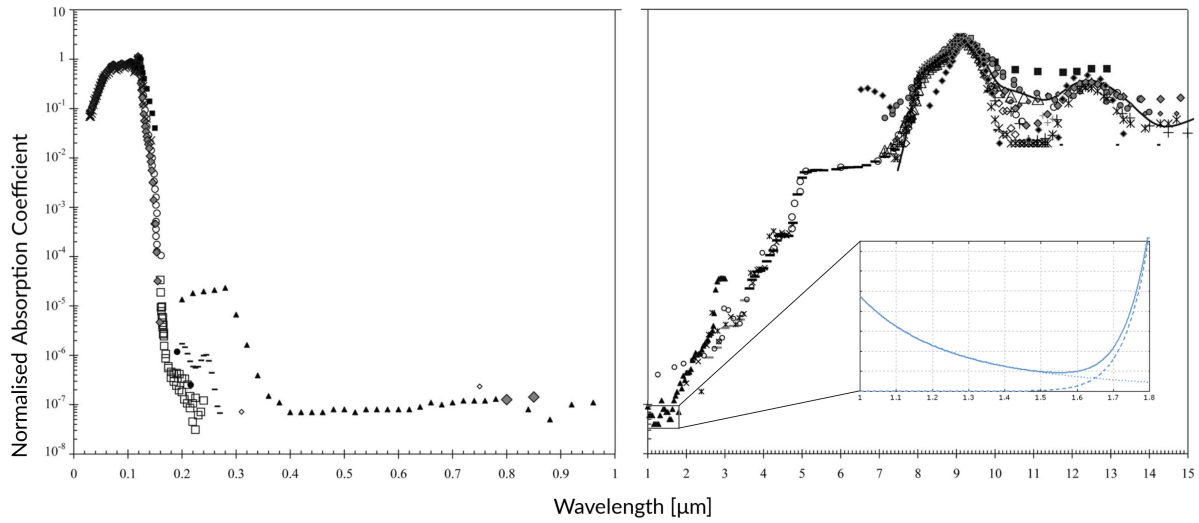 Normalised Absorption Coefficient
10
1
10⁻¹
10⁻²
10⁻³
10⁻⁴
10⁻⁵
10⁻⁶
10⁻⁷
10⁻⁸
0 0.1 0.2 0.3 0.4 0.5 0.6 0.7 0.8 0.9 1
1 1.1 1.2 1.3 1.4 1.5 1.6 1.7 1.8
1 2 3 4 5 6 7 8 9 10 11 12 13 14 15
Wavelength [μm]